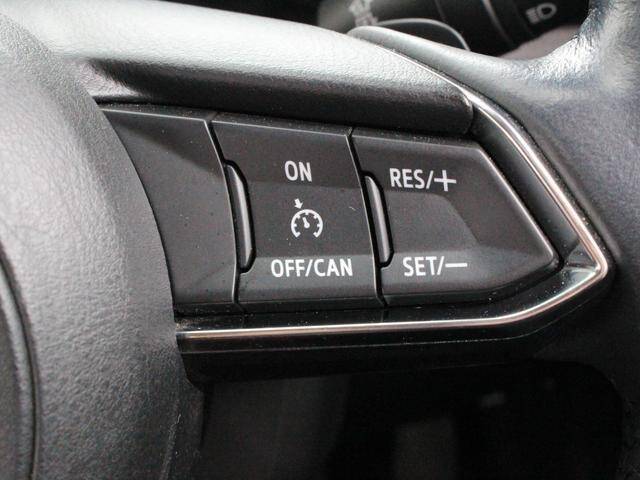 ON
OFF/CAN
RES/+
SET/—